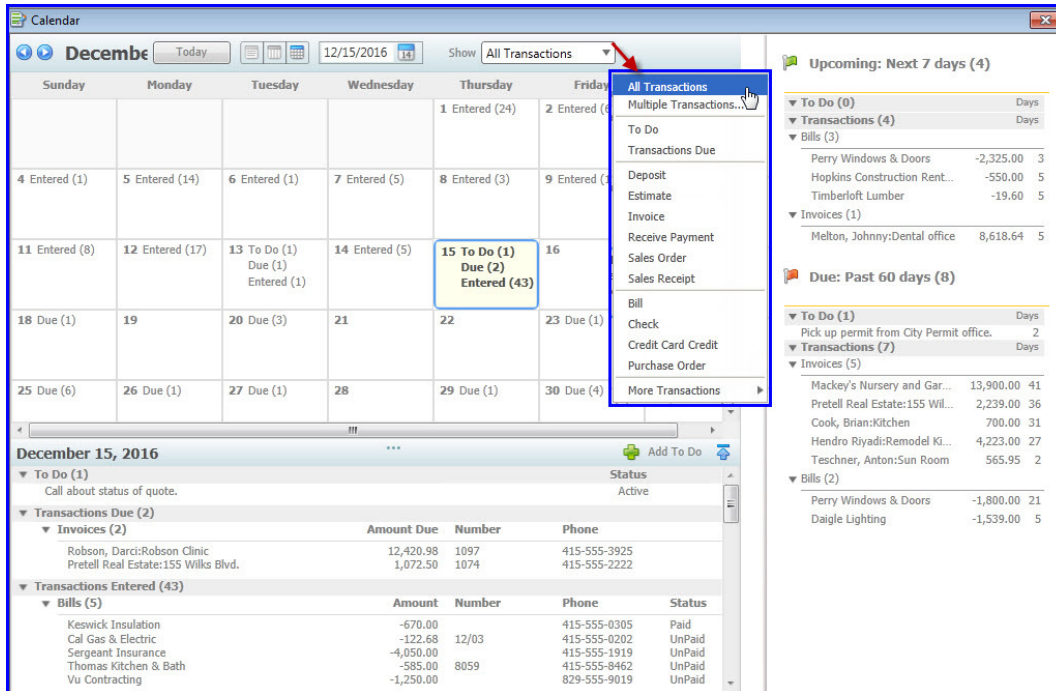 Calendar
Decembe Today 12/15/2016 14 Show All Transactions
Sunday Monday Tuesday Wednesday Thursday Friday
1 Entered (24) 2 Entered (6
4 Entered (1) 5 Entered (14) 6 Entered (1) 7 Entered (5) 8 Entered (3) 9 Entered (1
11 Entered (8) 12 Entered (17) 13 To Do (1) 14 Entered (5) 15 To Do (1) 16
Due (1) Due (2)
Entered (1) Entered (43)
18 Due (1) 19 20 Due (3) 21 22 23 Due (1)
25 Due (6) 26 Due (1) 27 Due (1) 28 29 Due (1) 30 Due (4)
All Transactions
Multiple Transactions...
To Do
Transactions Due
Deposit
Estimate
Invoice
Receive Payment
Sales Order
Sales Receipt
Bill
Check
Credit Card Credit
Purchase Order
More Transactions
December 15, 2016 Add To Do
To Do (1) Status
Call about status of quote. Active
Transactions Due (2)
Invoices (2) Amount Due Number Phone
Robson, Darci:Robson Clinic 12,420.98 1097 415-555-3925
Pretell Real Estate:155 Wilks Blvd. 1,072.50 1074 415-555-2222
Transactions Entered (43)
Bills (5) Amount Number Phone Status
Keswick Insulation -670.00 415-555-0305 Paid
Cal Gas & Electric -122.68 12/03 415-555-0202 UnPaid
Sergeant Insurance -4,050.00 415-555-1919 UnPaid
Thomas Kitchen & Bath -585.00 8059 415-555-8462 UnPaid
Vu Contracting -1,250.00 829-555-9019 UnPaid
Upcoming: Next 7 days (4)
To Do (0) Days
Transactions (4) Days
Bills (3)
Perry Windows & Doors -2,325.00 3
Hopkins Construction Rent... -550.00 5
Timberloft Lumber -19.60 5
Invoices (1)
Melton, Johnny:Dental office 8,618.64 5
Due: Past 60 days (8)
To Do (1) Days
Pick up permit from City Permit office. 2
Transactions (7) Days
Invoices (5)
Mackey's Nursery and Gar... 13,900.00 41
Pretell Real Estate:155 Wil... 2,239.00 36
Cook, Brian:Kitchen 700.00 31
Hendro Riyadi:Remodel Ki... 4,223.00 27
Teschner, Anton:Sun Room 565.95 2
Bills (2)
Perry Windows & Doors -1,800.00 21
Daigle Lighting -1,539.00 5